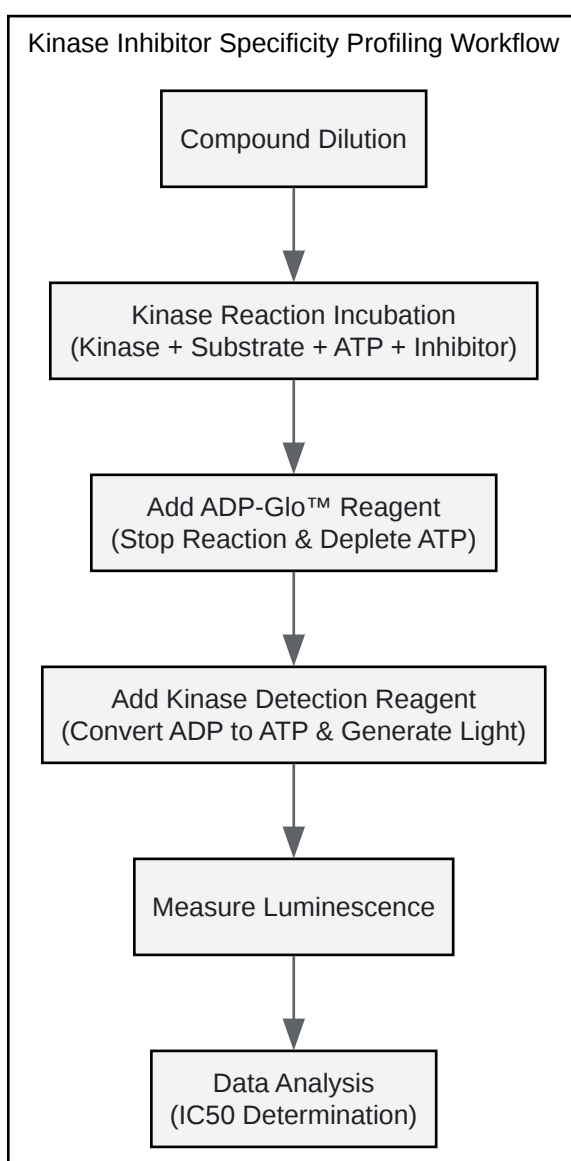 Kinase Inhibitor Specificity Profiling Workflow
Compound Dilution
Kinase Reaction Incubation
(Kinase + Substrate + ATP + Inhibitor)
Add ADP-Glo™ Reagent
(Stop Reaction & Deplete ATP)
Add Kinase Detection Reagent
(Convert ADP to ATP & Generate Light)
Measure Luminescence
Data Analysis
(IC50 Determination)